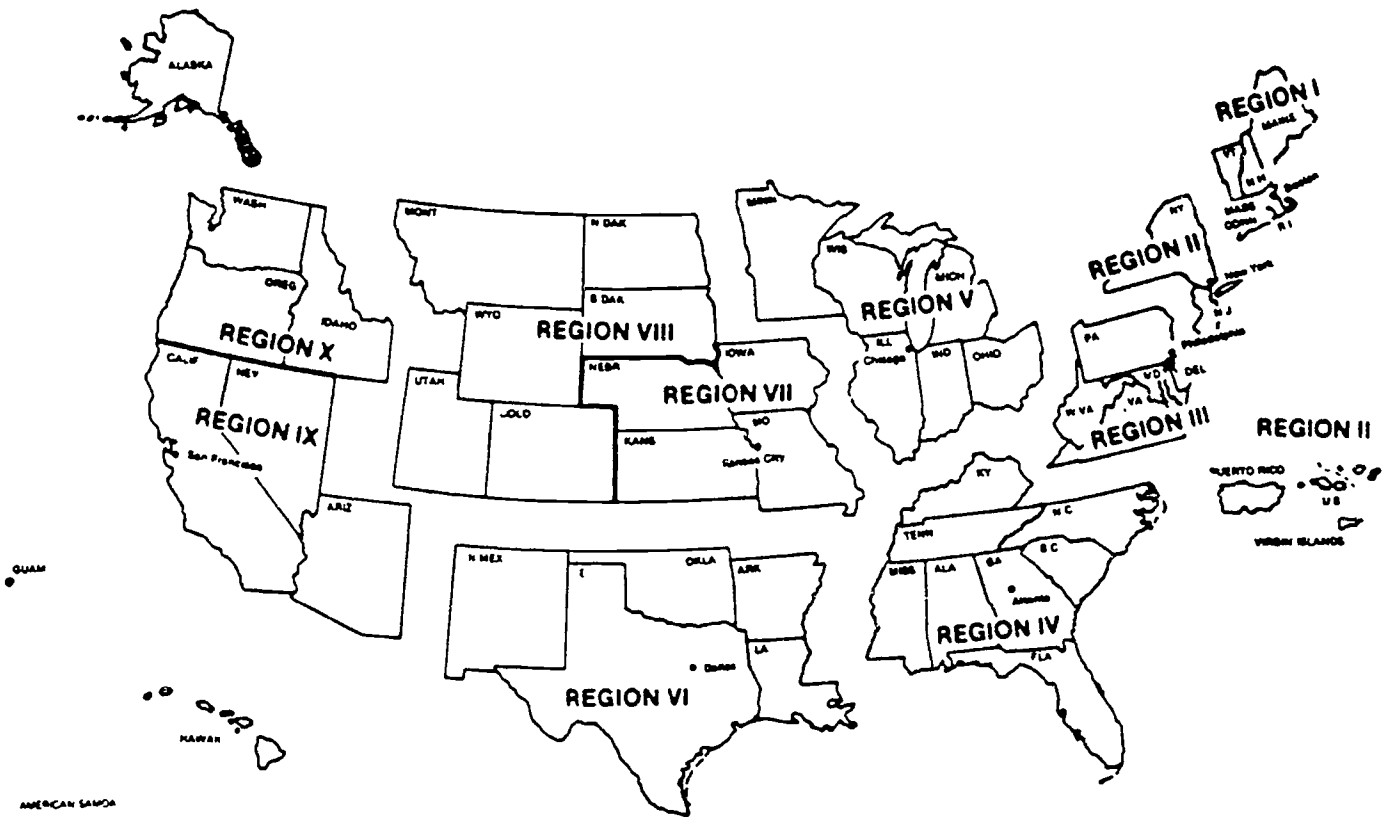 ALASKA
REGION I
MAINE
VT
N H
Boston
MASS
CONN
R I
WASH
MONT
N DAK
MINN
NY
REGION II
New York
N J
OREG
IDAHO
REGION X
WYO
S DAK
REGION VIII
WIS
MICH
REGION V
PA
Philadelphia
DEL
MD
W VA
VA
REGION III
CALIF
NEV
UTAH
COLO
NEBR
IOWA
REGION VII
ILL
Chicago
IND
OHIO
REGION IX
San Francisco
KANS
MO
Kansas City
KY
REGION II
PUERTO RICO
U S
VIRGIN ISLANDS
ARIZ
N MEX
OKLA
ARK
TENN
N C
S C
MISS
ALA
GA
Atlanta
REGION IV
FLA
LA
Dallas
REGION VI
GUAM
HAWAII
AMERICAN SAMOA